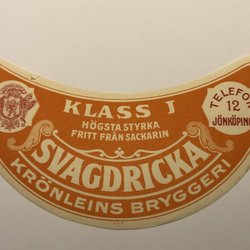 KLASS I
HÖGSTA STYRKA
FRITT FRÅN SACKARIN
SVAGDRICKA
KRÖNLEINS BRYGGERI
TELEFON
12
JÖNKÖPING